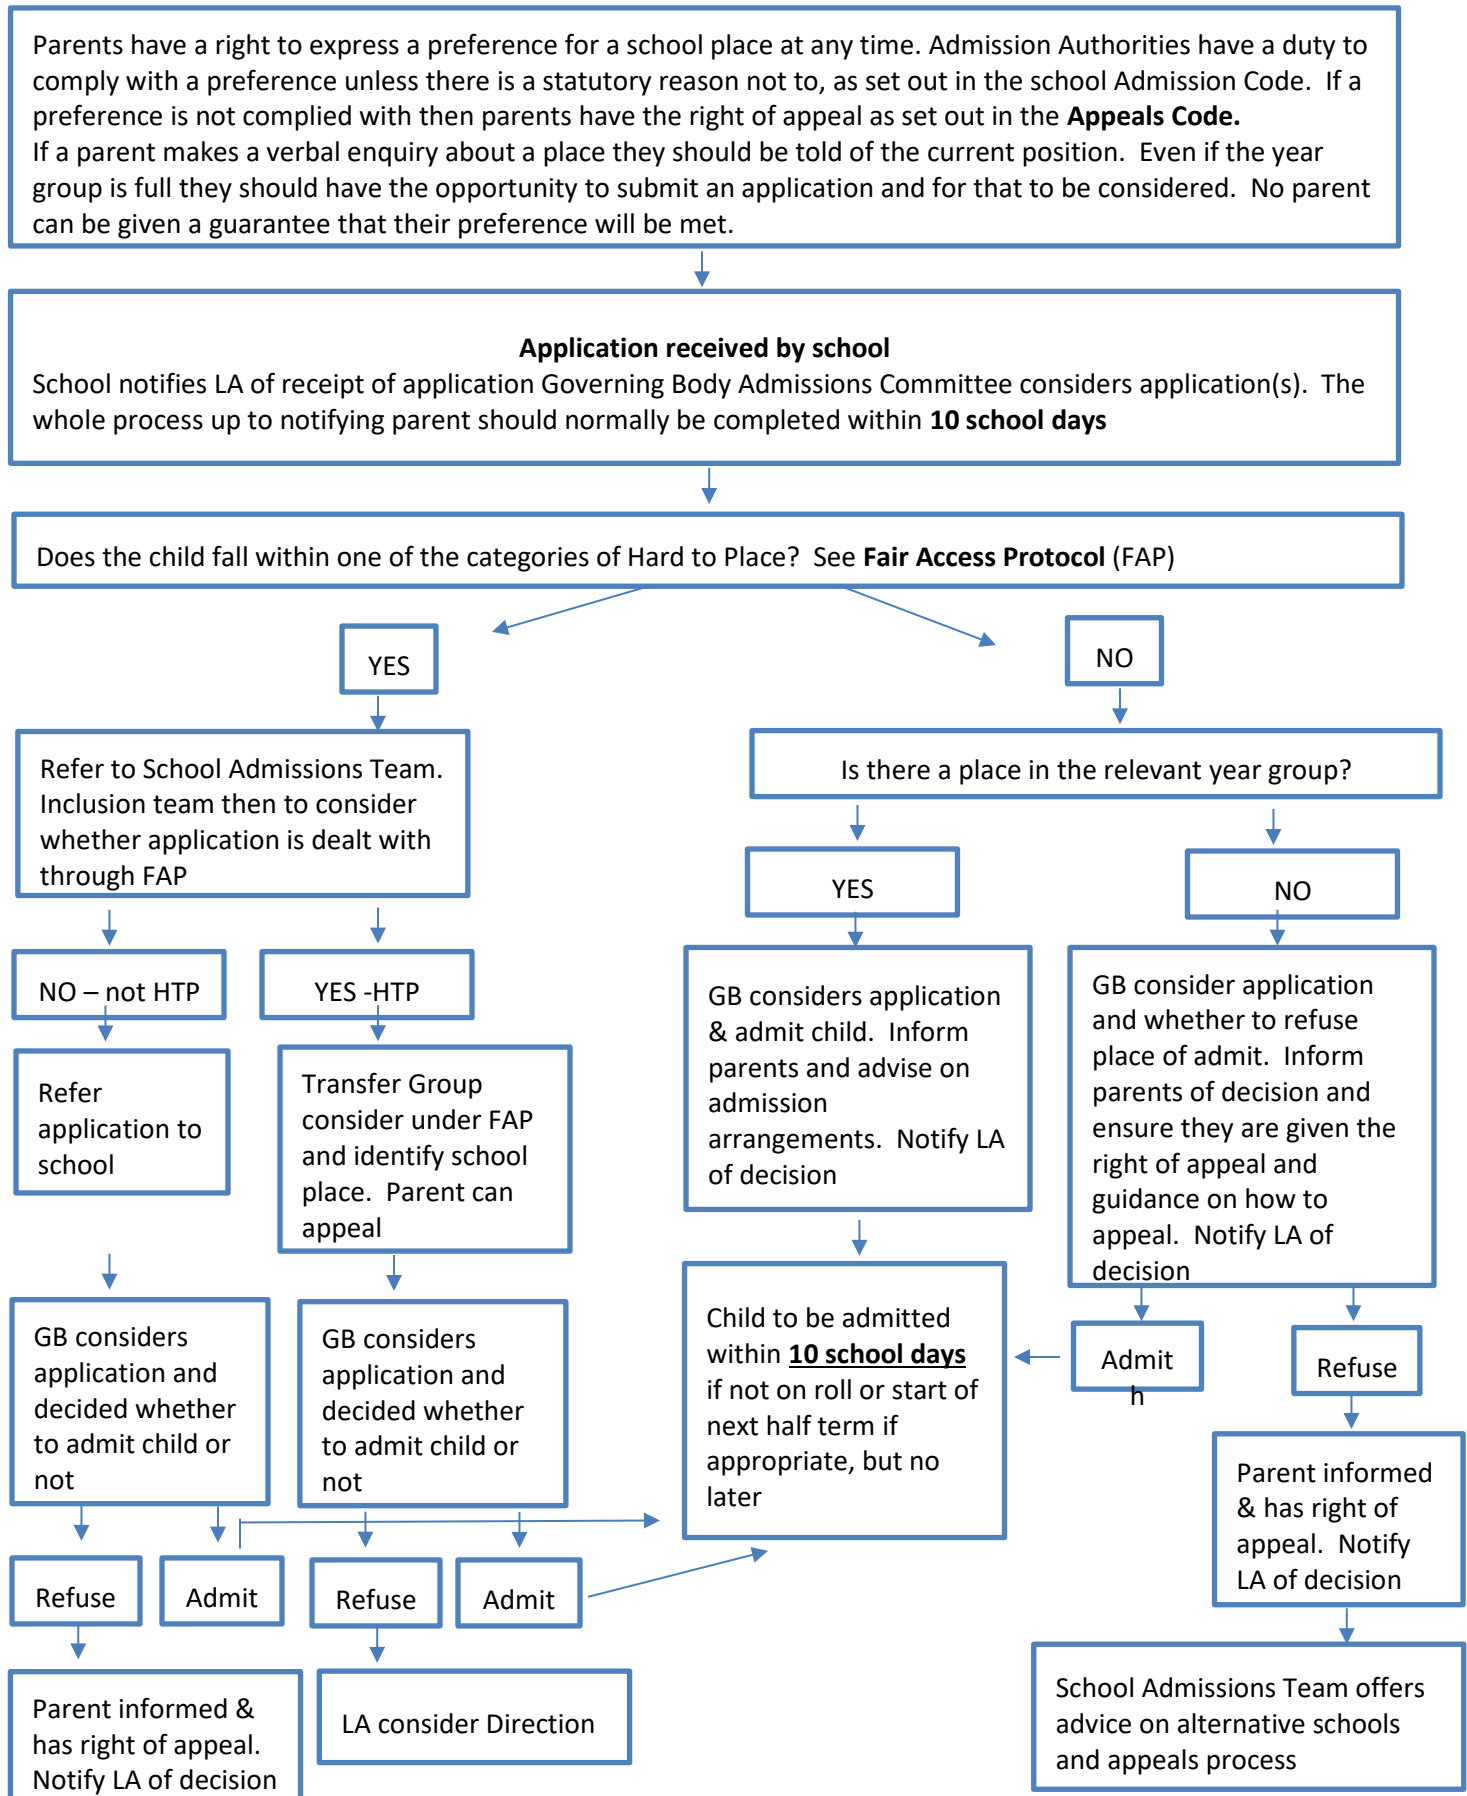 Parents have a right to express a preference for a school place at any time. Admission Authorities have a duty to
comply with a preference unless there is a statutory reason not to, as set out in the school Admission Code.  If a
preference is not complied with then parents have the right of appeal as set out in the Appeals Code.
If a parent makes a verbal enquiry about a place they should be told of the current position.  Even if the year
group is full they should have the opportunity to submit an application and for that to be considered.  No parent
can be given a guarantee that their preference will be met.
Application received by school
School notifies LA of receipt of application Governing Body Admissions Committee considers application(s).  The
whole process up to notifying parent should normally be completed within 10 school days
Does the child fall within one of the categories of Hard to Place?  See Fair Access Protocol (FAP)
YES
NO
Refer to School Admissions Team.
Inclusion team then to consider
whether application is dealt with
through FAP
Is there a place in the relevant year group?
YES
NO
NO – not HTP
YES -HTP
Refer
application to
school
Transfer Group
consider under FAP
and identify school
place.  Parent can
appeal
GB considers application
& admit child.  Inform
parents and advise on
admission
arrangements.  Notify LA
of decision
GB consider application
and whether to refuse
place of admit.  Inform
parents of decision and
ensure they are given the
right of appeal and
guidance on how to
appeal.  Notify LA of
decision
GB considers
application and
decided whether
to admit child or
not
GB considers
application and
decided whether
to admit child or
not
Child to be admitted
within 10 school days
if not on roll or start of
next half term if
appropriate, but no
later
Admit
h
Refuse
Refuse
Admit
Refuse
Admit
Parent informed
& has right of
appeal.  Notify
LA of decision
Parent informed &
has right of appeal.
Notify LA of decision
LA consider Direction
School Admissions Team offers
advice on alternative schools
and appeals process